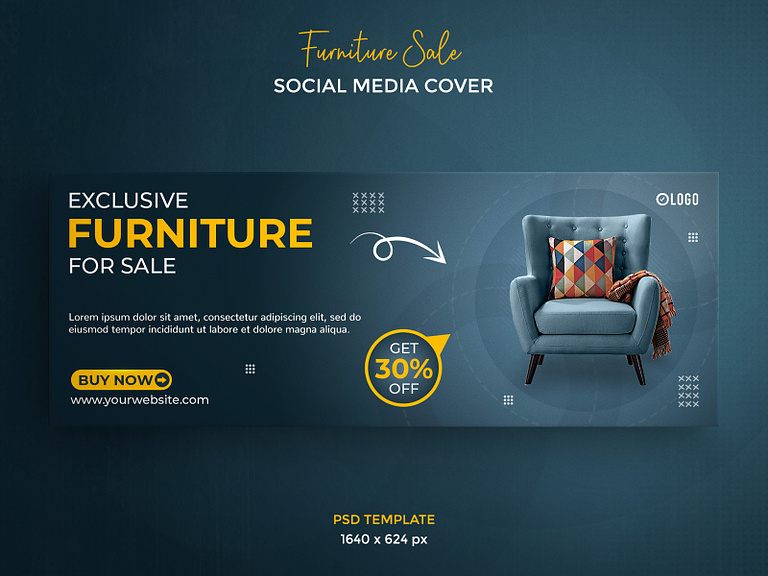 Furniture Sale
SOCIAL MEDIA COVER
EXCLUSIVE
FURNITURE
FOR SALE
Lorem ipsum dolor sit amet, consectetur adipiscing elit, sed do
eiusmod tempor incididunt ut labore et dolore magna aliqua.
BUY NOW
www.yourwebsite.com
GET
30%
OFF
LOGO
PSD TEMPLATE
1640 x 624 px